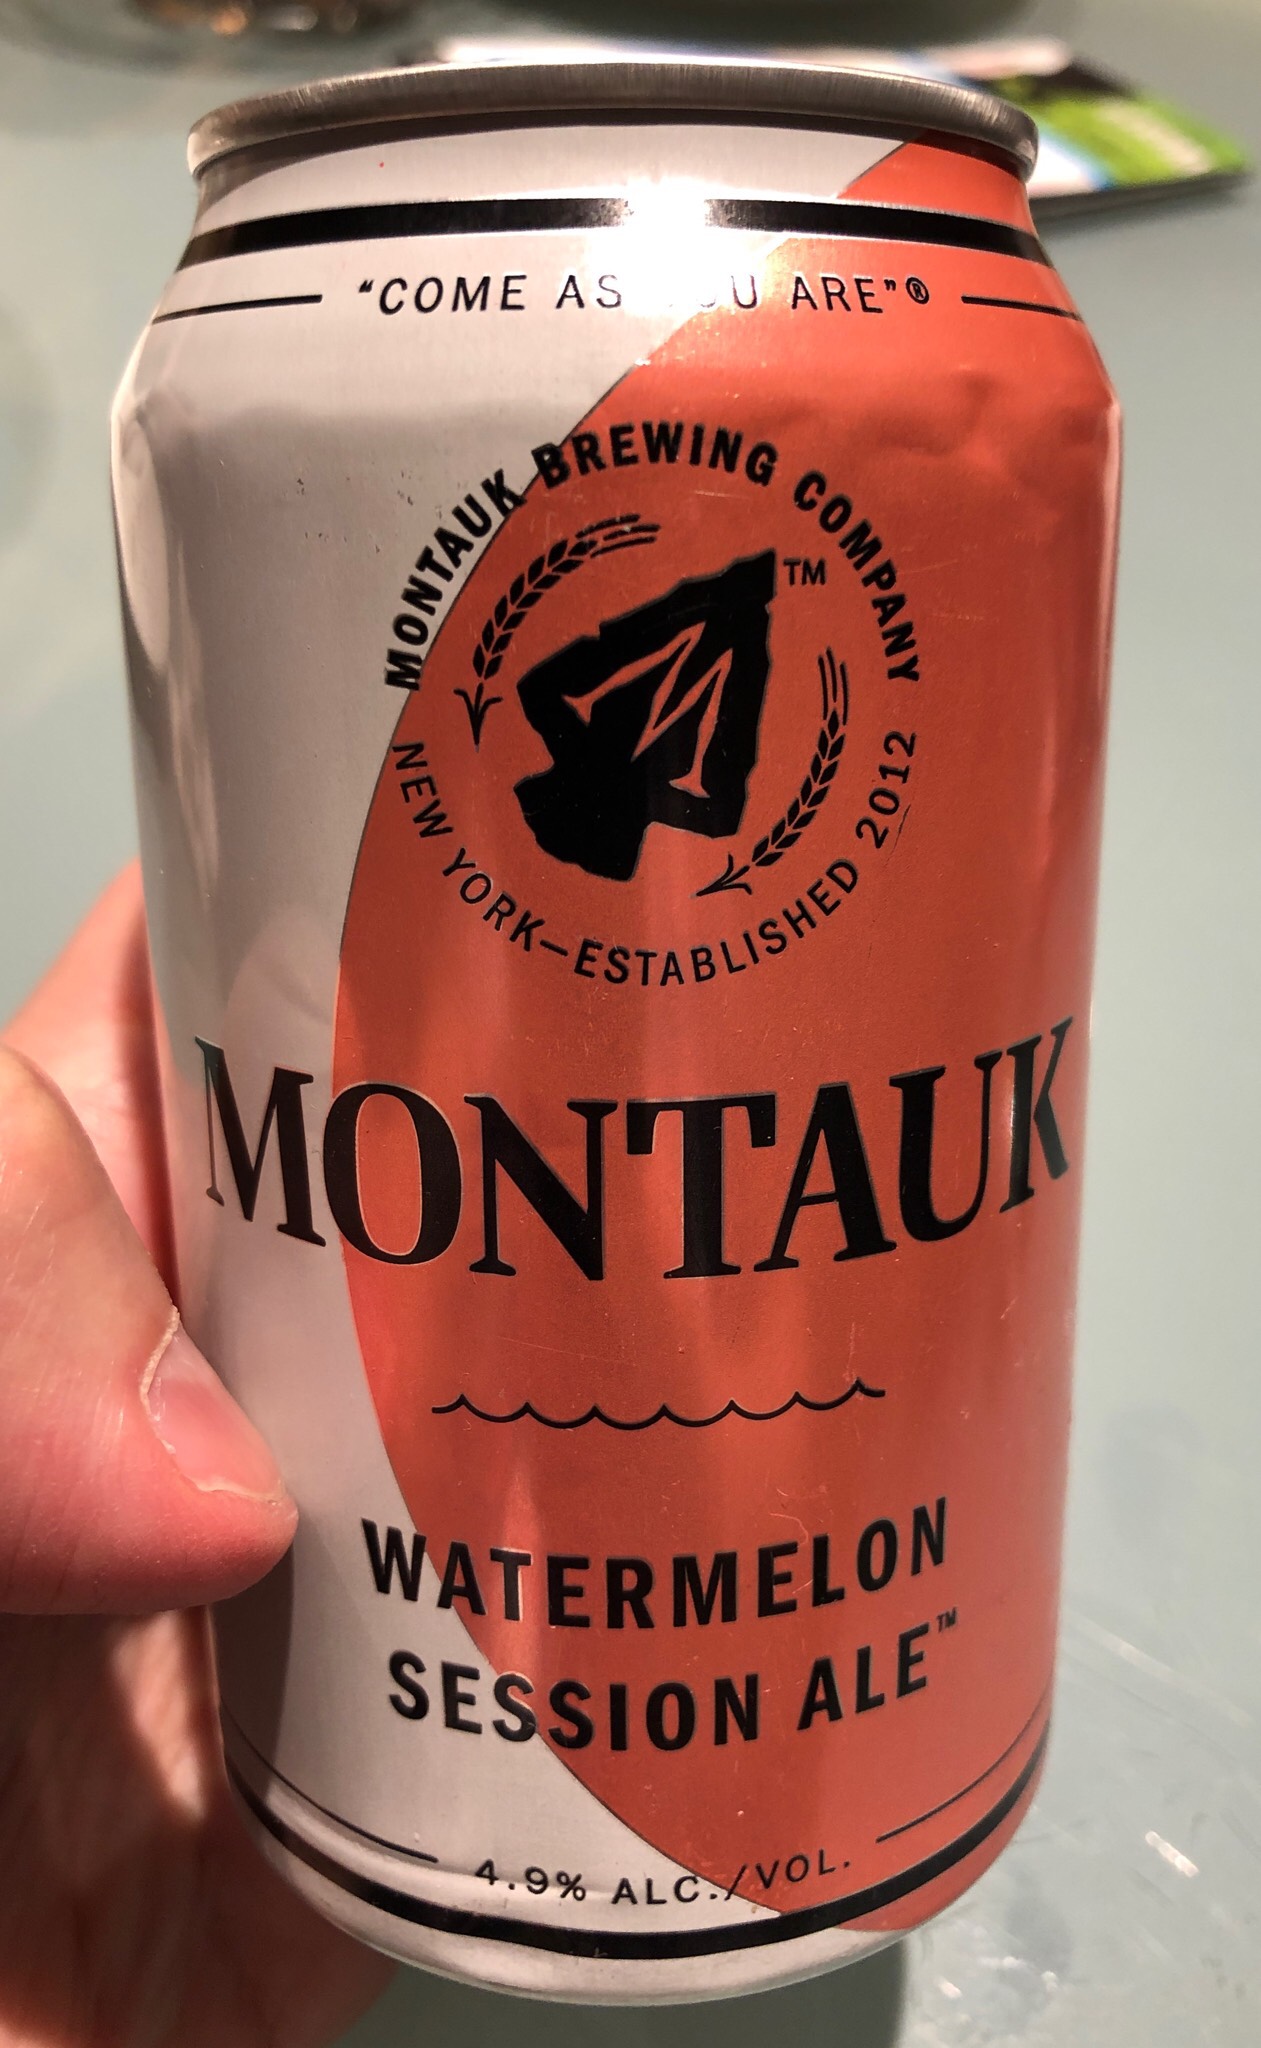 "COME AS YOU ARE"®
MONTAUK BREWING COMPANY
TM
M
NEW YORK—ESTABLISHED 2012
MONTAUK
WATERMELON
SESSION ALE™
4.9% ALC./VOL.